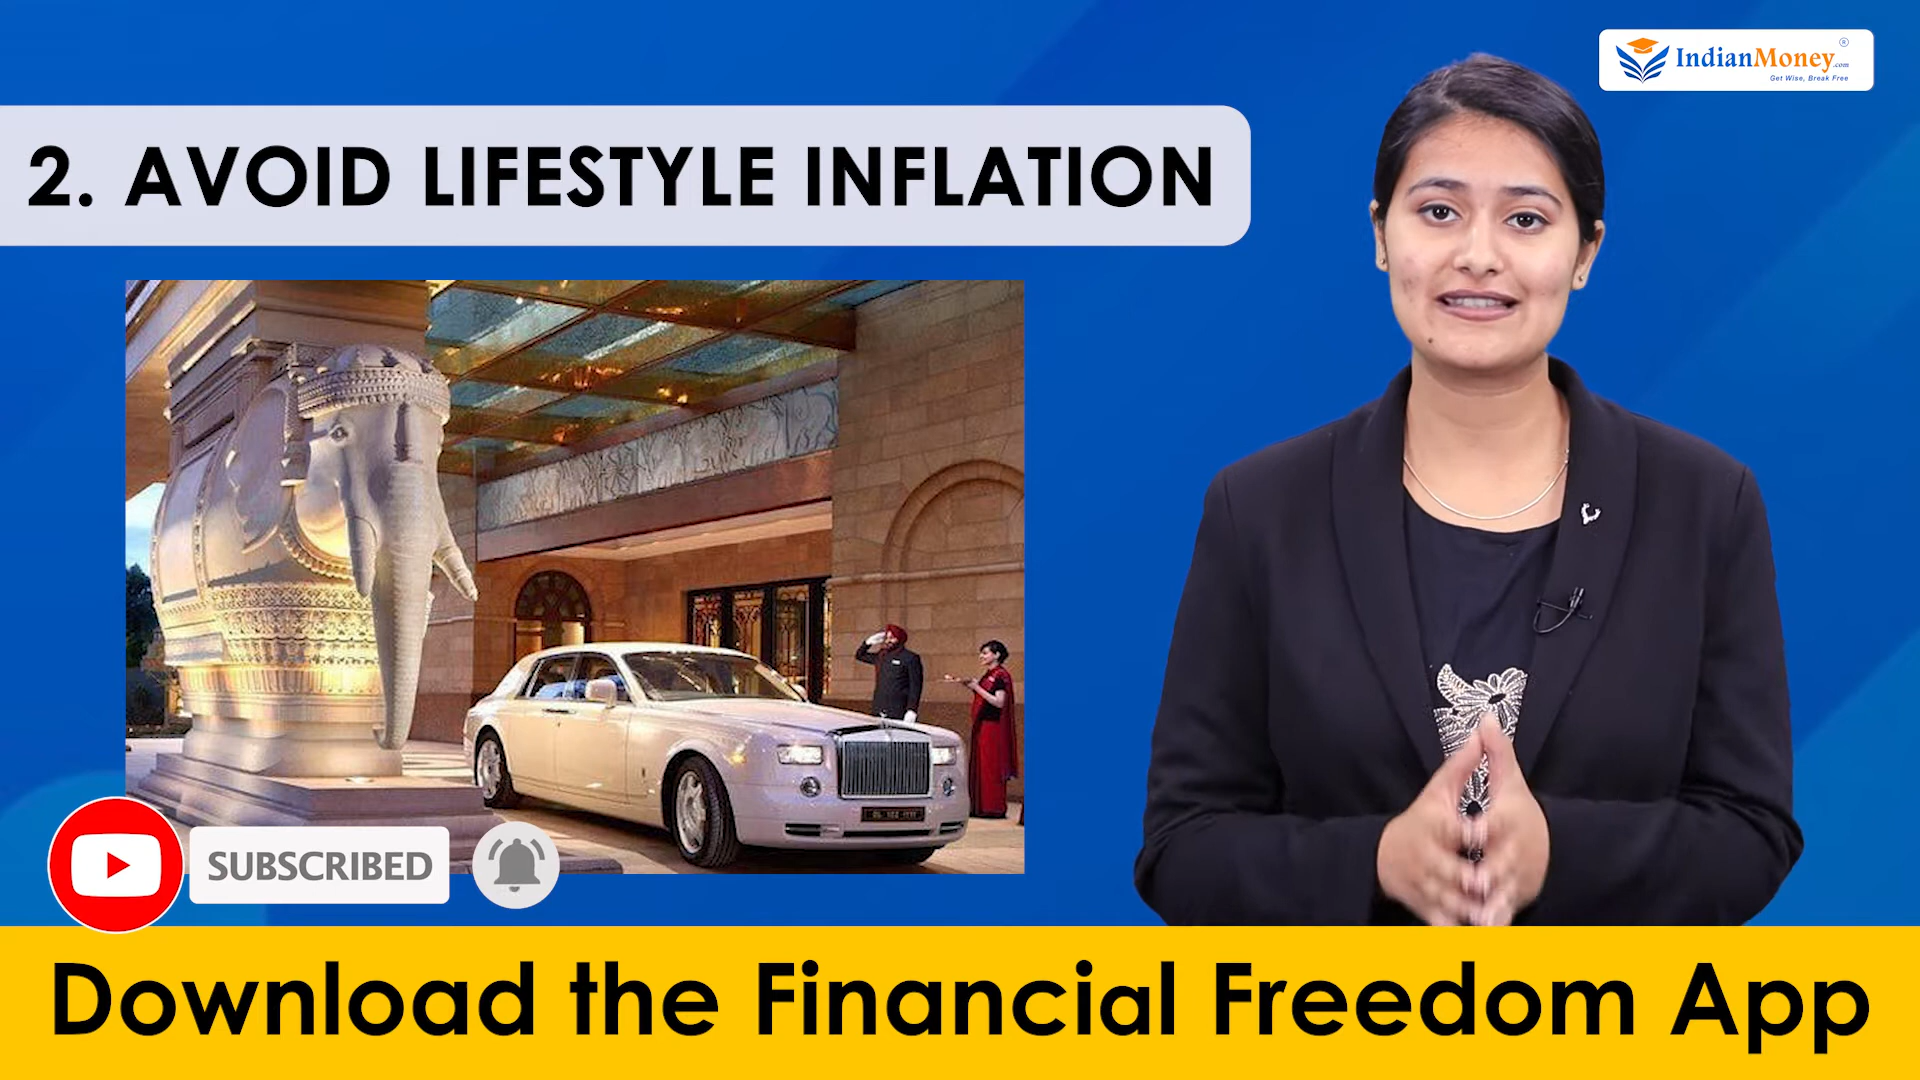 IndianMoney.com®
Get Wise, Break Free
2. AVOID LIFESTYLE INFLATION
SUBSCRIBED
Download the Financial Freedom App